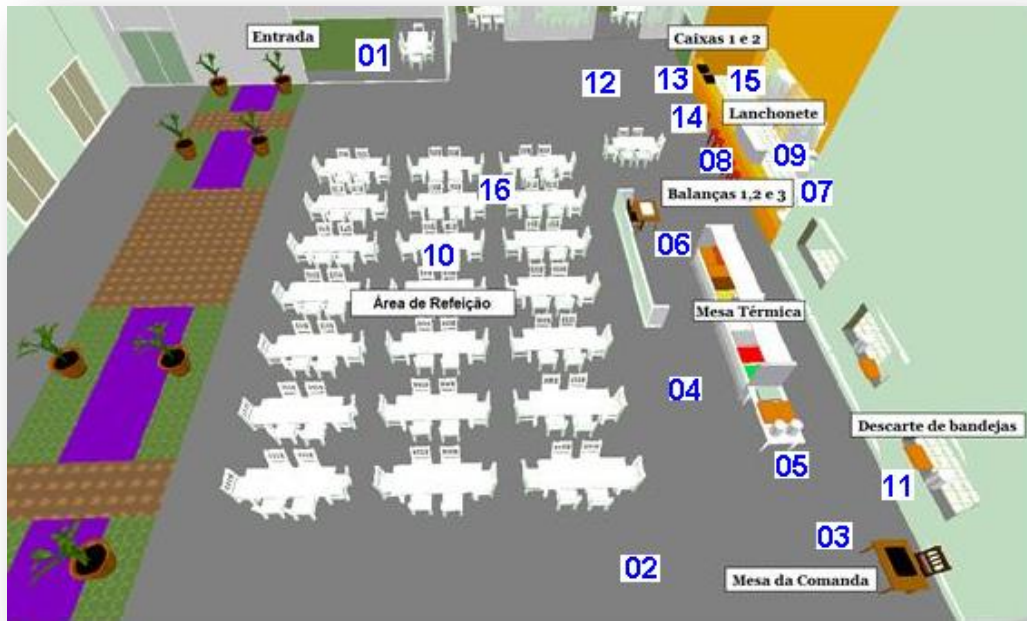 Entrada
01
Caixas 1 e 2
12
13
15
14
Lanchonete
08
09
16
Balanças 1,2 e 3
07
10
06
Área de Refeição
Mesa Térmica
04
Descarte de bandejas
05
11
03
02
Mesa da Comanda